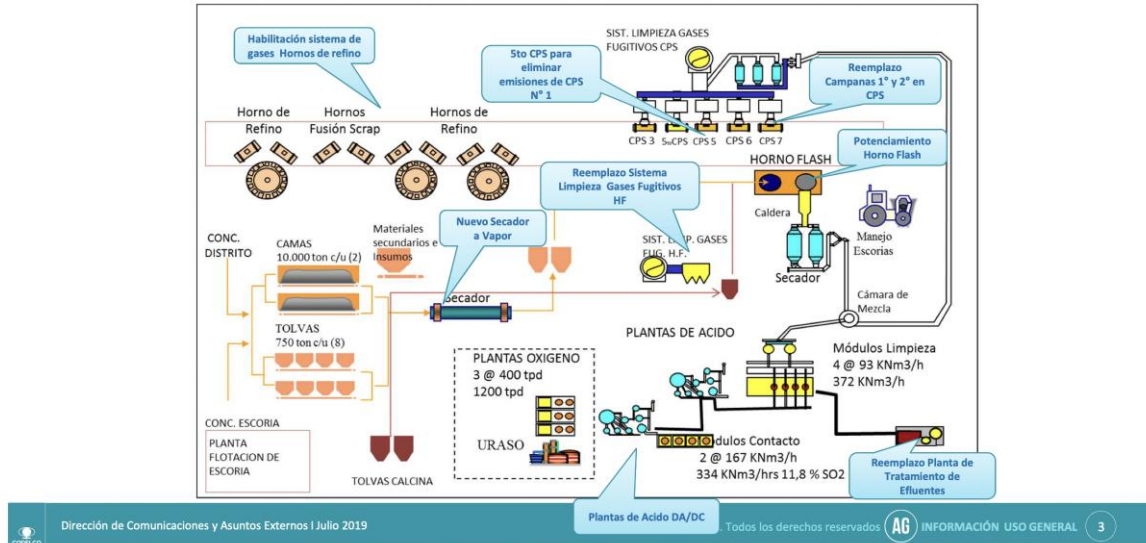 Habilitación sistema de
gases Hornos de refino
5to CPS para
eliminar
emisiones de CPS
N° 1
SIST. LIMPIEZA GASES
FUGITIVOS CPS
Reemplazo
Campanas 1° y 2° en
CPS
Horno de
Refino
Hornos
Fusión Scrap
Hornos de
Refino
CPS 3
5toCPS
CPS 5
CPS 6
CPS 7
HORNO FLASH
Potenciamiento
Horno Flash
Reemplazo Sistema
Limpieza Gases Fugitivos
HF
Caldera
Manejo
Escorias
Secador
Nuevo Secador
a Vapor
CONC.
DISTRITO
CAMAS
10.000 ton c/u (2)
Materiales
secundarios e
Insumos
SIST. LIMP. GASES
FUG. H.F.
Secador
Cámara de
Mezcla
TOLVAS
750 ton c/u (8)
PLANTAS DE ACIDO
PLANTAS OXIGENO
3 @ 400 tpd
1200 tpd
URASO
Módulos Limpieza
4 @ 93 KNm3/h
372 KNm3/h
CONC. ESCORIA
PLANTA
FLOTACION DE
ESCORIA
TOLVAS CALCINA
Módulos Contacto
2 @ 167 KNm3/h
334 KNm3/hrs 11,8 % SO2
Reemplazo Planta de
Tratamiento de
Efluentes
Plantas de Acido DA/DC
Dirección de Comunicaciones y Asuntos Externos I Julio 2019
. Todos los derechos reservados
AG
INFORMACIÓN USO GENERAL
3